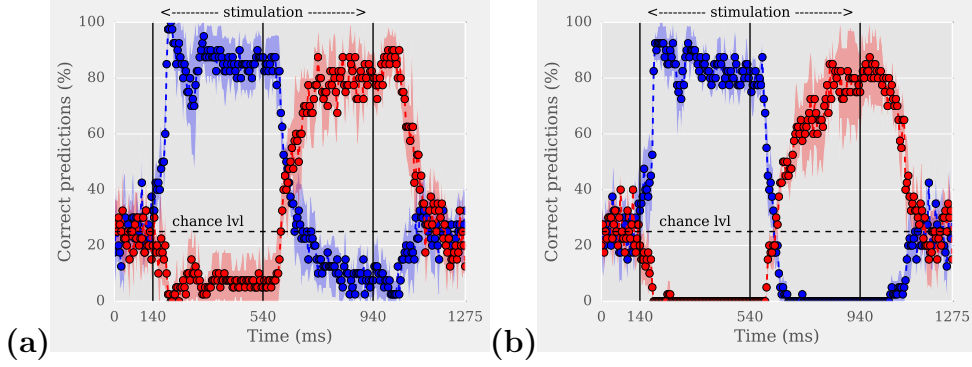 <-------- stimulation -------->
100
80
60
40
20
0
Correct predictions (%)
chance lvl
0
140
540
940
1275
Time (ms)
(a)
<-------- stimulation -------->
100
80
60
40
20
0
Correct predictions (%)
chance lvl
0
140
540
940
1275
Time (ms)
(b)